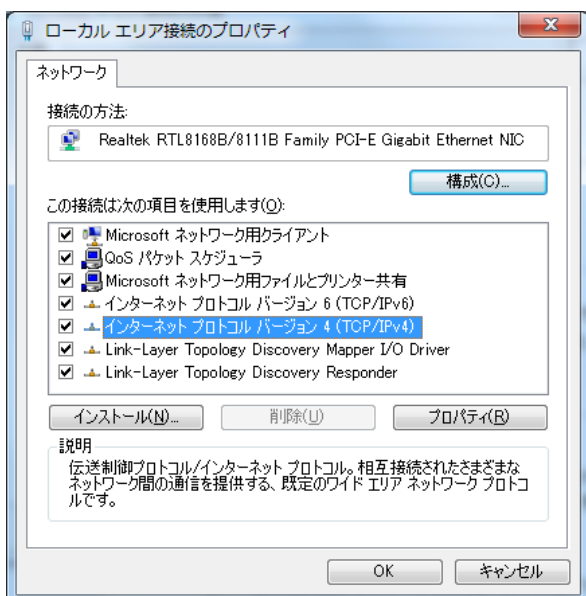 ローカル エリア接続のプロパティ
ネットワーク
接続の方法:
Realtek RTL8168B/8111B Family PCI-E Gigabit Ethernet NIC
構成(C)...
この接続は次の項目を使用します(O):
Microsoft ネットワーク用クライアント
QoS パケット スケジューラ
Microsoft ネットワーク用ファイルとプリンター共有
インターネット プロトコル バージョン 6 (TCP/IPv6)
インターネット プロトコル バージョン 4 (TCP/IPv4)
Link-Layer Topology Discovery Mapper I/O Driver
Link-Layer Topology Discovery Responder
インストール(N)... 削除(U) プロパティ(R)
説明
伝送制御プロトコル/インターネット プロトコル。相互接続されたさまざまな
ネットワーク間の通信を提供する、既定のワイド エリア ネットワーク プロトコ
ルです。
OK キャンセル